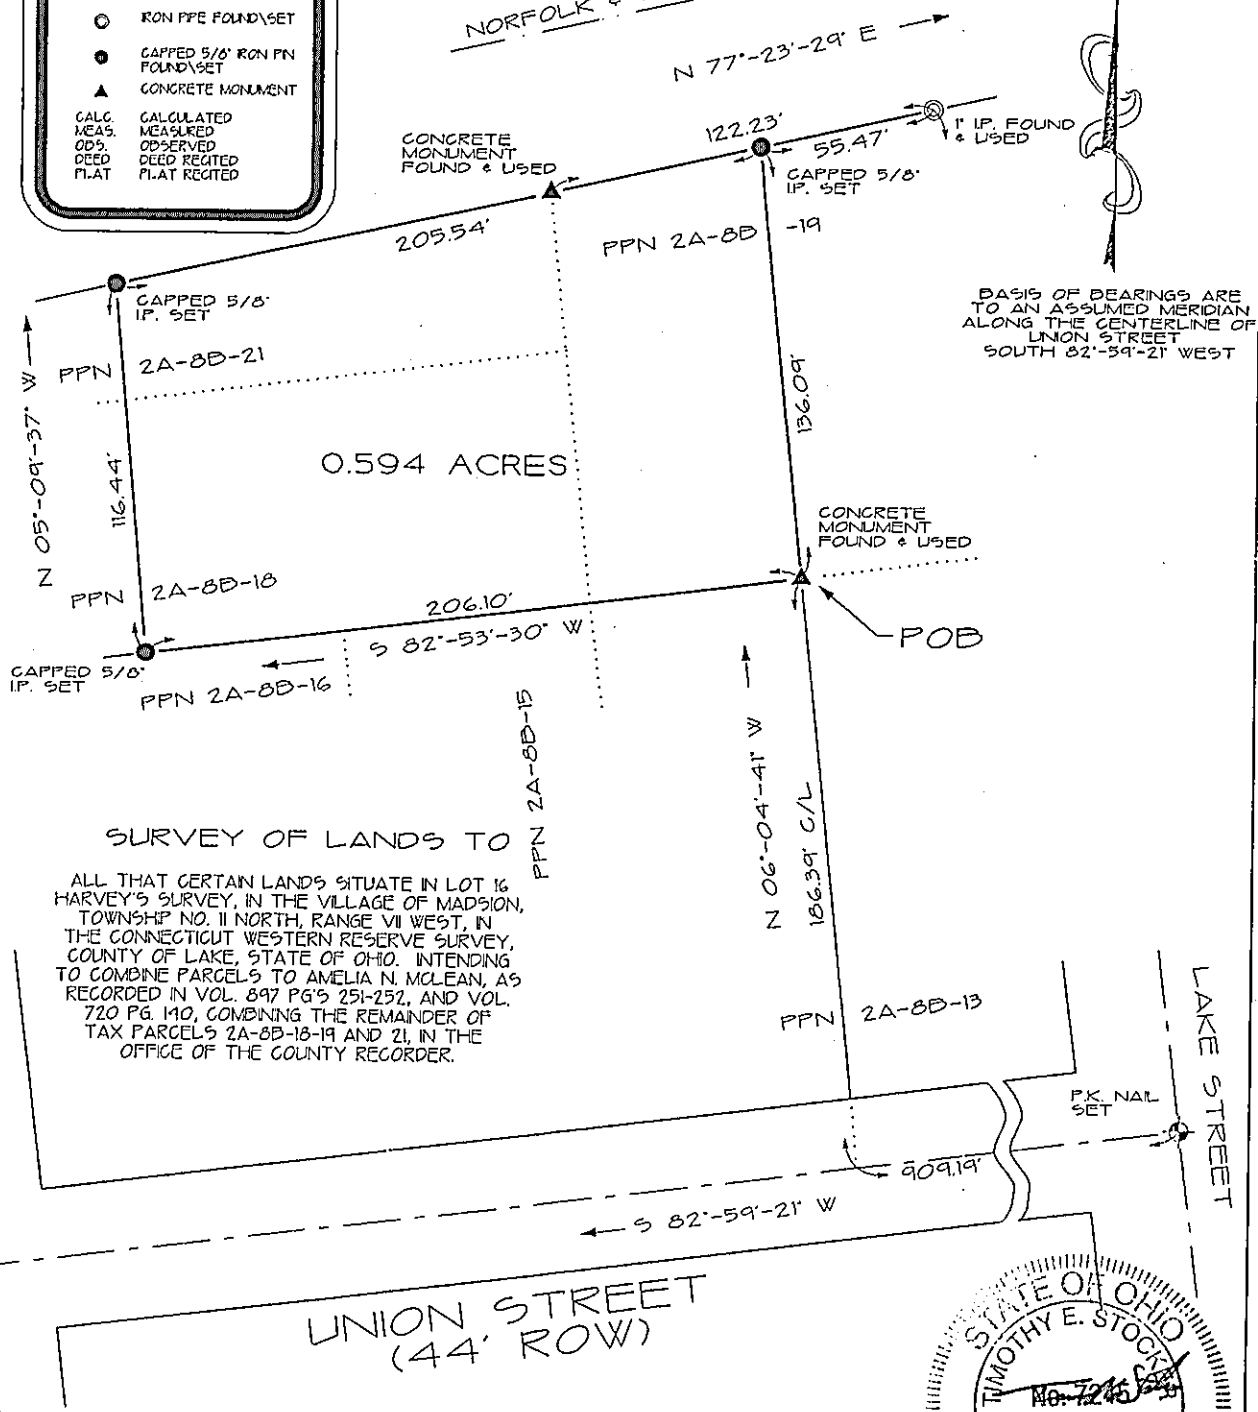 IRON PIPE FOUND\SET
CAPPED 5/8" IRON PIN
FOUND\SET
CONCRETE MONUMENT
CALC. CALCULATED
MEAS. MEASURED
OBS. OBSERVED
DEED DEED RECITED
PLAT PLAT RECITED
NORFOLK &
N 77°-23'-29" E
CONCRETE
MONUMENT
FOUND & USED
122.23'
55.47'
1" I.P. FOUND
& USED
CAPPED 5/8"
I.P. SET
205.54'
PPN 2A-8B -19
CAPPED 5/8"
I.P. SET
BASIS OF BEARINGS ARE
TO AN ASSUMED MERIDIAN
ALONG THE CENTERLINE OF
UNION STREET
SOUTH 82°-59'-21" WEST
PPN 2A-8B-21
N 05°-09'-37" W
116.44'
136.09'
0.594 ACRES
CONCRETE
MONUMENT
FOUND & USED
PPN 2A-8B-18
206.10'
S 82°-53'-30" W
POB
CAPPED 5/8"
I.P. SET
PPN 2A-8B-16
PPN 2A-8B-15
N 06°-04'-41" W
186.39' C/L
SURVEY OF LANDS TO
ALL THAT CERTAIN LANDS SITUATE IN LOT 16
HARVEY'S SURVEY, IN THE VILLAGE OF MADSION,
TOWNSHIP NO. 11 NORTH, RANGE VII WEST, IN
THE CONNECTICUT WESTERN RESERVE SURVEY,
COUNTY OF LAKE, STATE OF OHIO. INTENDING
TO COMBINE PARCELS TO AMELIA N. MCLEAN, AS
RECORDED IN VOL. 897 PG'S 251-252, AND VOL.
720 PG. 1140, COMBINING THE REMAINDER OF
TAX PARCELS 2A-8B-18-19 AND 21, IN THE
OFFICE OF THE COUNTY RECORDER.
PPN 2A-8B-13
LAKE STREET
P.K. NAIL
SET
909.19'
S 82°-59'-21" W
UNION STREET
(44' ROW)
STATE OF OHIO
TIMOTHY E. STOCK
No. 7245